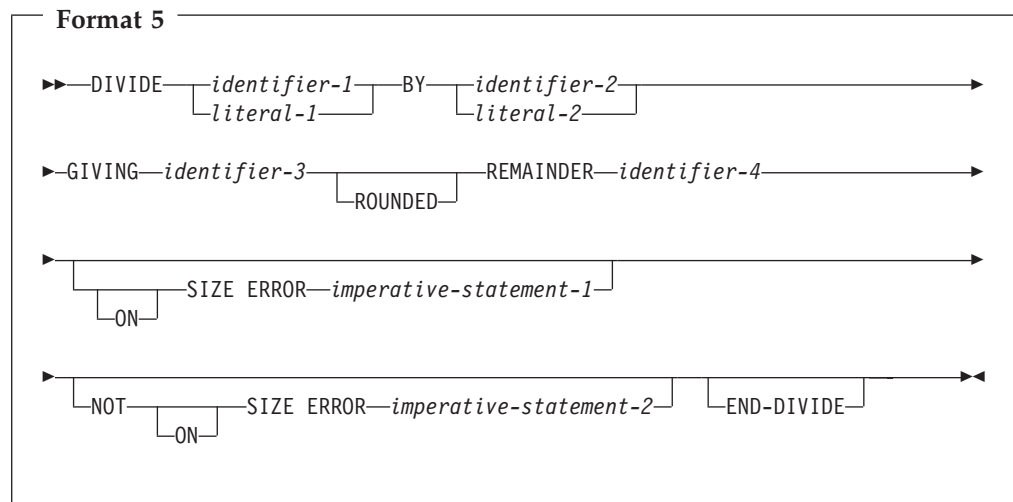 Format 5
DIVIDE identifier-1 BY identifier-2
literal-1 literal-2
GIVING identifier-3 REMAINDER identifier-4
ROUNDED
SIZE ERROR imperative-statement-1
ON
NOT SIZE ERROR imperative-statement-2 END-DIVIDE
ON